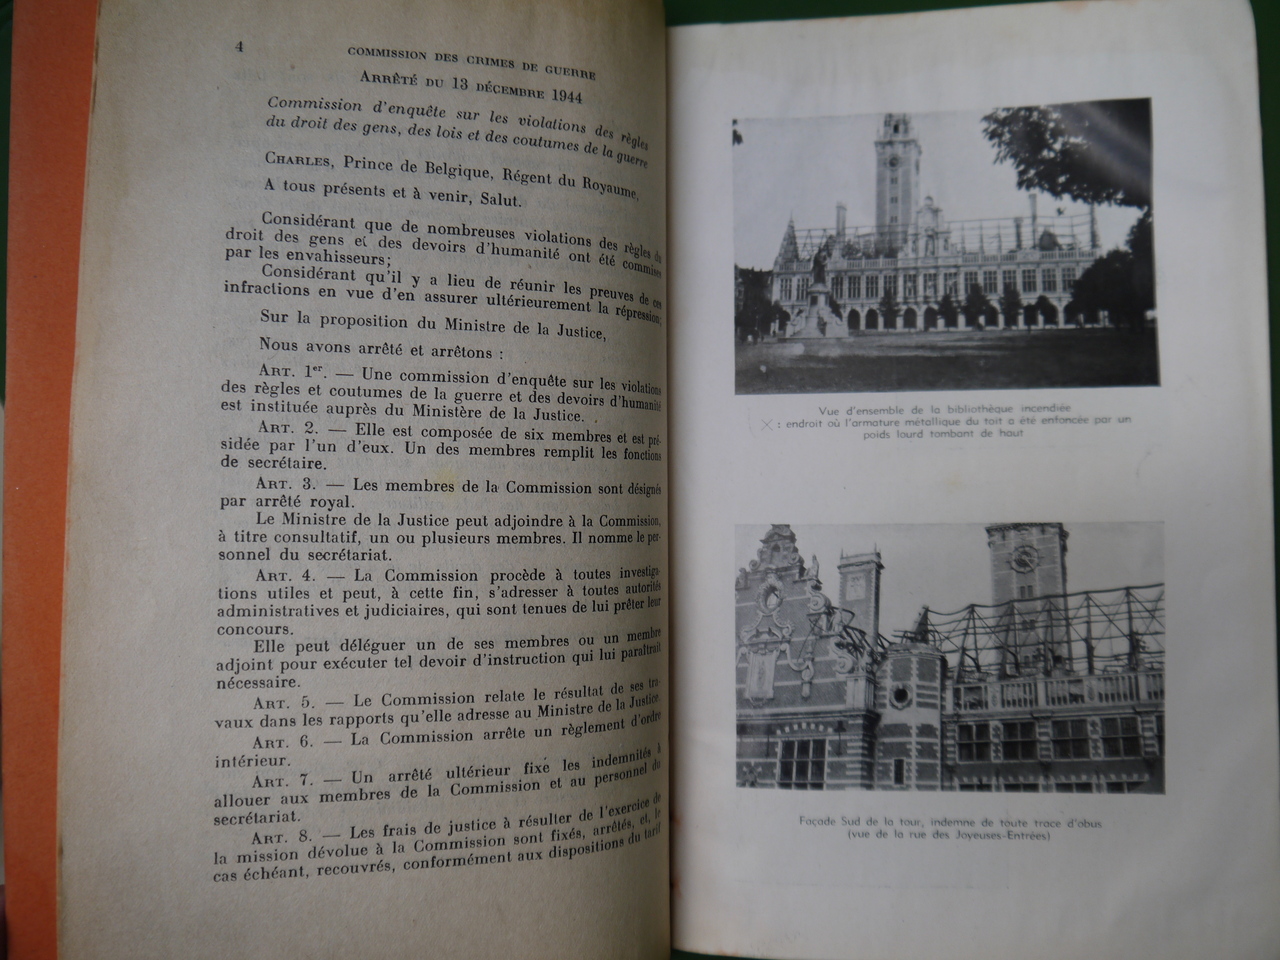 4
COMMISSION DES CRIMES DE GUERRE
ARRÊTÉ DU 13 DÉCEMBRE 1944
Commission d'enquête sur les violations des règles
du droit des gens, des lois et des coutumes de la guerre
CHARLES, Prince de Belgique, Régent du Royaume,
A tous présents et à venir, Salut.
Considérant que de nombreuses violations des règles du
droit des gens et des devoirs d'humanité ont été commises
par les envahisseurs;
Considérant qu'il y a lieu de réunir les preuves de ces
infractions en vue d'en assurer ultérieurement la répression;
Sur la proposition du Ministre de la Justice,
Nous avons arrêté et arrêtons :
ART. 1er. — Une commission d'enquête sur les violations
des règles et coutumes de la guerre et des devoirs d'humanité
est instituée auprès du Ministère de la Justice.
ART. 2. — Elle est composée de six membres et est pré-
sidée par l'un d'eux. Un des membres remplit les fonctions
de secrétaire.
ART. 3. — Les membres de la Commission sont désignés
par arrêté royal.
Le Ministre de la Justice peut adjoindre à la Commission,
à titre consultatif, un ou plusieurs membres. Il nomme le per-
sonnel du secrétariat.
ART. 4. — La Commission procède à toutes investiga-
tions utiles et peut, à cette fin, s'adresser à toutes autorités
administratives et judiciaires, qui sont tenues de lui prêter leur
concours.
Elle peut déléguer un de ses membres ou un membre
adjoint pour exécuter tel devoir d'instruction qui lui paraîtrait
nécessaire.
ART. 5. — Le Commission relate le résultat de ses tra-
vaux dans les rapports qu'elle adresse au Ministre de la Justice.
ART. 6. — La Commission arrête un règlement d'ordre
intérieur.
ART. 7. — Un arrêté ultérieur fixe les indemnités à
allouer aux membres de la Commission et au personnel du
secrétariat.
ART. 8. — Les frais de justice à résulter de l'exercice de
la mission dévolue à la Commission sont fixés, arrêtés, et, le
cas échéant, recouvrés, conformément aux dispositions du tarif
Vue d'ensemble de la bibliothèque incendiée
X : endroit où l'armature métallique du toit a été enfoncée par un
poids lourd tombant de haut
Façade Sud de la tour, indemne de toute trace d'obus
(vue de la rue des Joyeuses-Entrées)